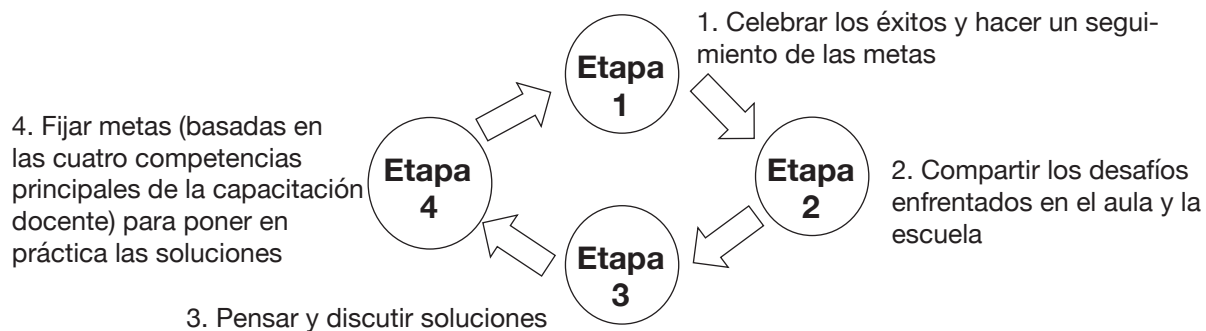 Etapa
1
1. Celebrar los éxitos y hacer un segui-
miento de las metas
Etapa
2
2. Compartir los desafíos
enfrentados en el aula y la
escuela
Etapa
3
3. Pensar y discutir soluciones
Etapa
4
4. Fijar metas (basadas en
las cuatro competencias
principales de la capacitación
docente) para poner en
práctica las soluciones